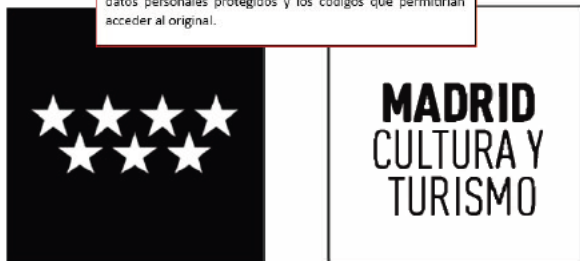 datos personales protegidos y los códigos que permitirían
acceder al original.
MADRID
CULTURA Y
TURISMO